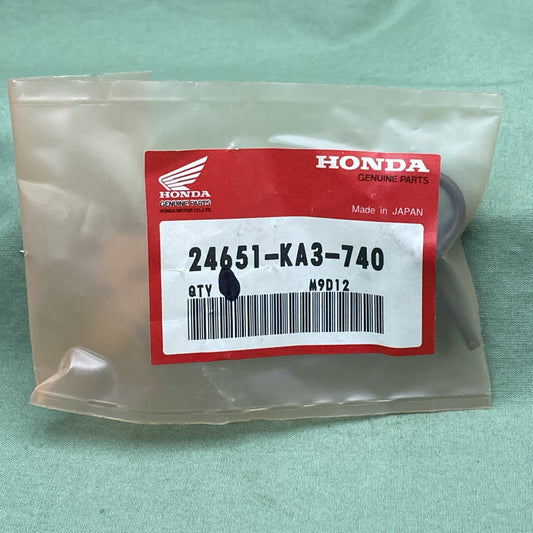 HONDA
GENUINE PARTS
HONDA MOTOR CO.,LTD.
HONDA
GENUINE PARTS
Made in JAPAN
24651-KA3-740
QTY
M9D12